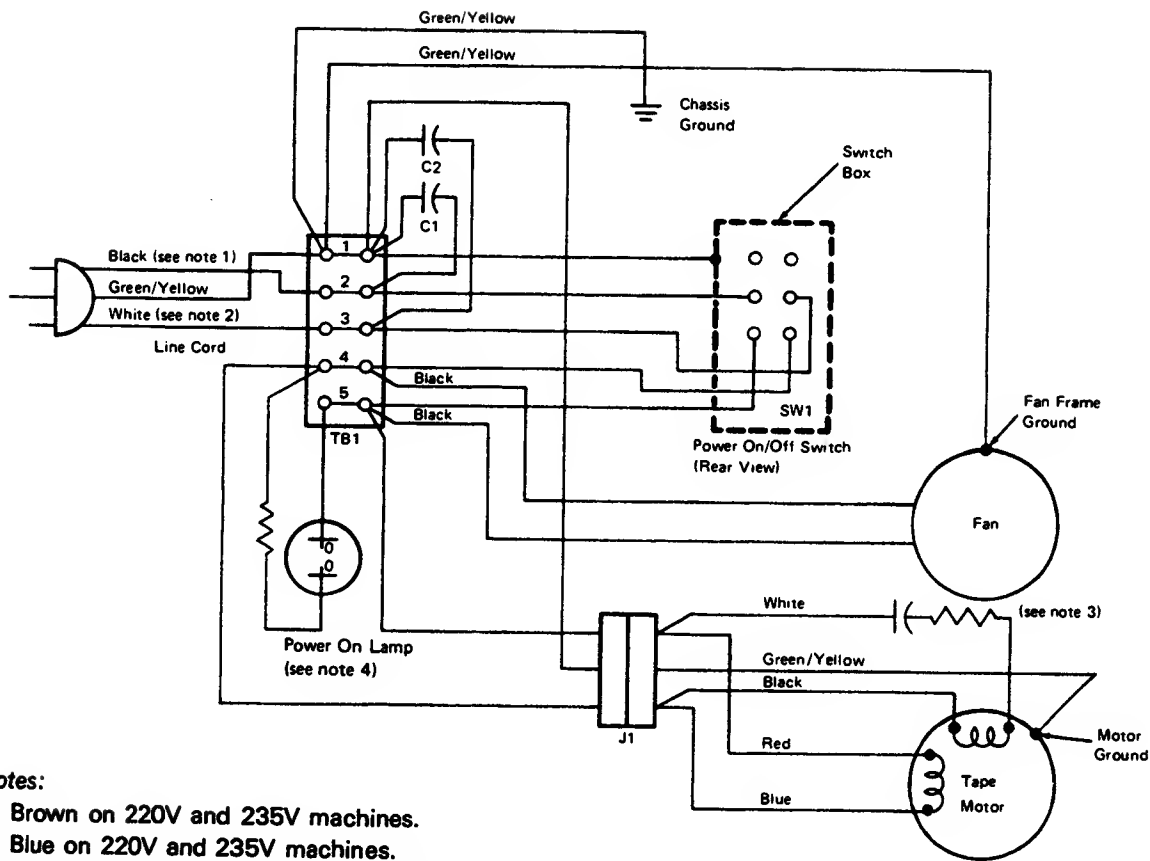 Green/Yellow
Green/Yellow
Chassis
Ground
C2
C1
Switch
Box
Black (see note 1)
Green/Yellow
White (see note 2)
Line Cord
1
2
3
4
5
TB1
Black
Black
SW1
Power On/Off Switch
(Rear View)
Fan Frame
Ground
Fan
0
0
Power On Lamp
(see note 4)
White
(see note 3)
Green/Yellow
Black
J1
Red
Blue
Motor
Ground
Tape
Motor
otes:
Brown on 220V and 235V machines.
Blue on 220V and 235V machines.